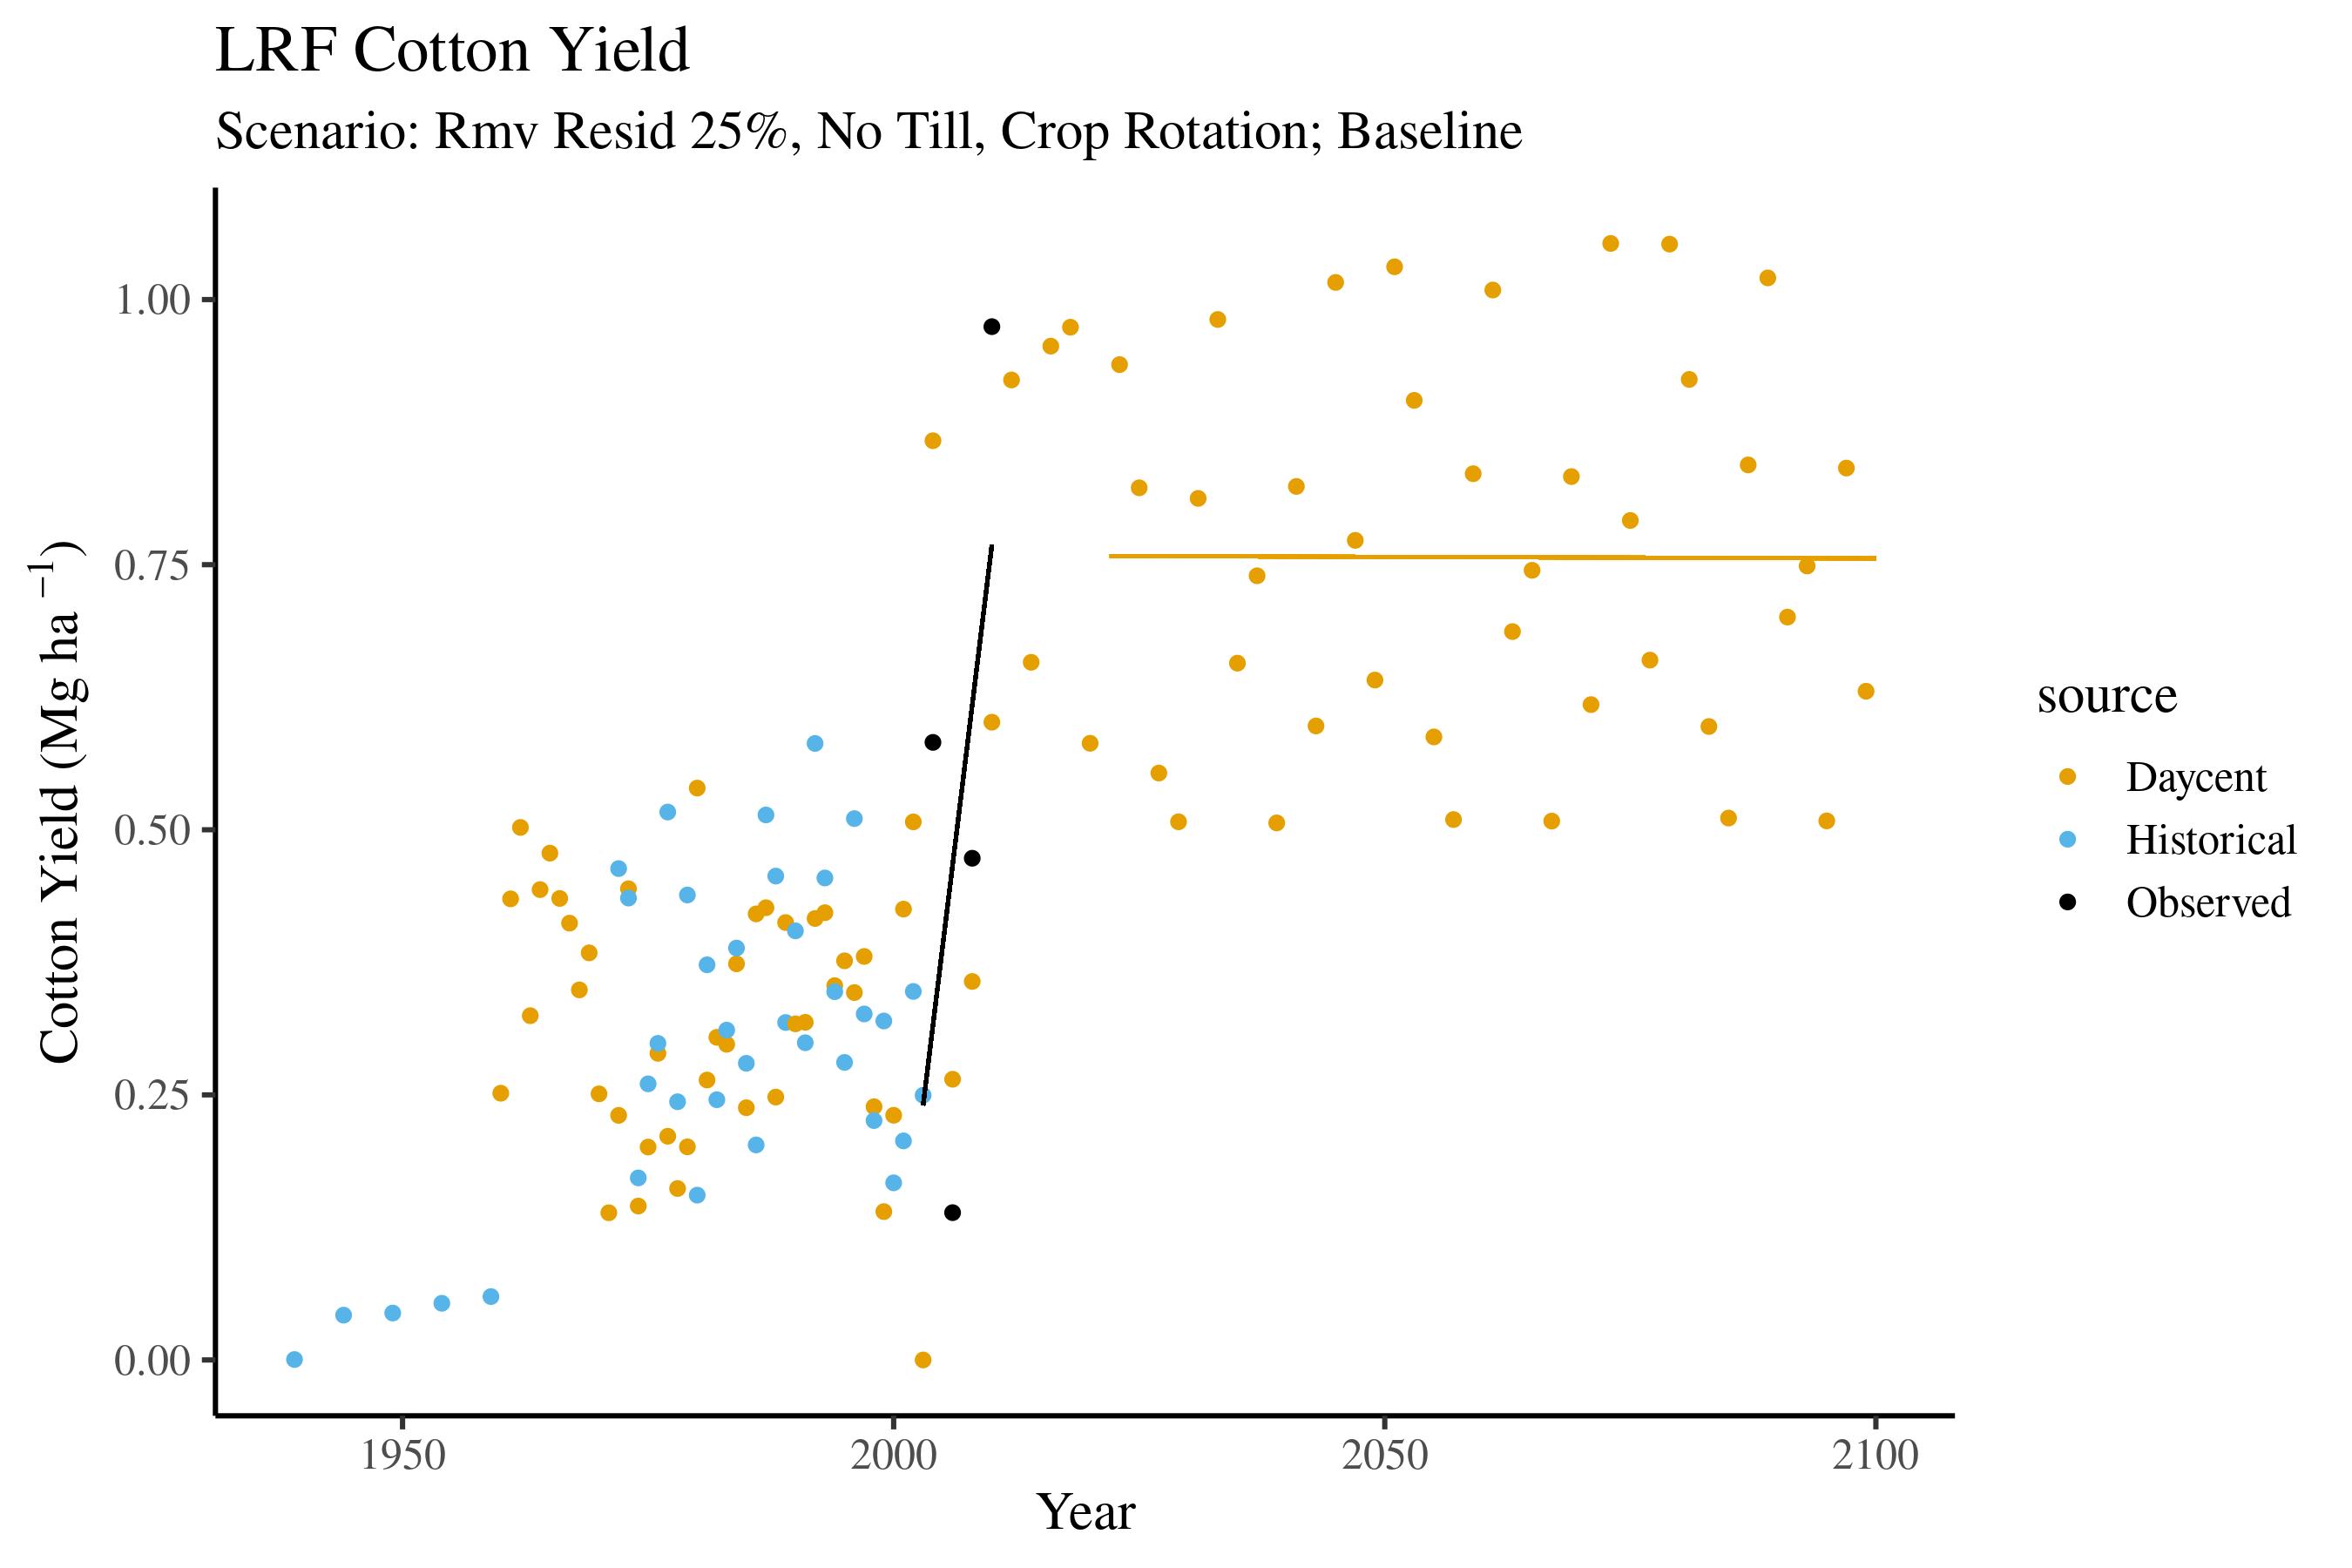 LRF Cotton Yield
Scenario: Rmv Resid 25%, No Till, Crop Rotation; Baseline
Cotton Yield (Mg ha −1)
1.00
0.75
0.50
0.25
0.00
1950 2000 2050 2100
Year
source
Daycent
Historical
Observed